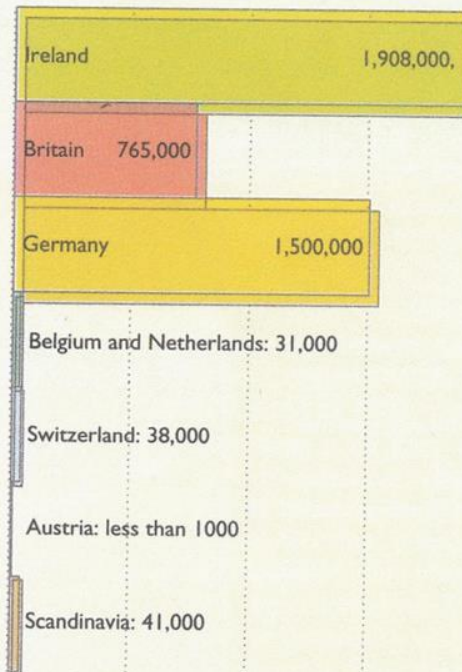 Ireland 1,908,000,
Britain 765,000
Germany 1,500,000
Belgium and Netherlands: 31,000
Switzerland: 38,000
Austria: less than 1000
Scandinavia: 41,000